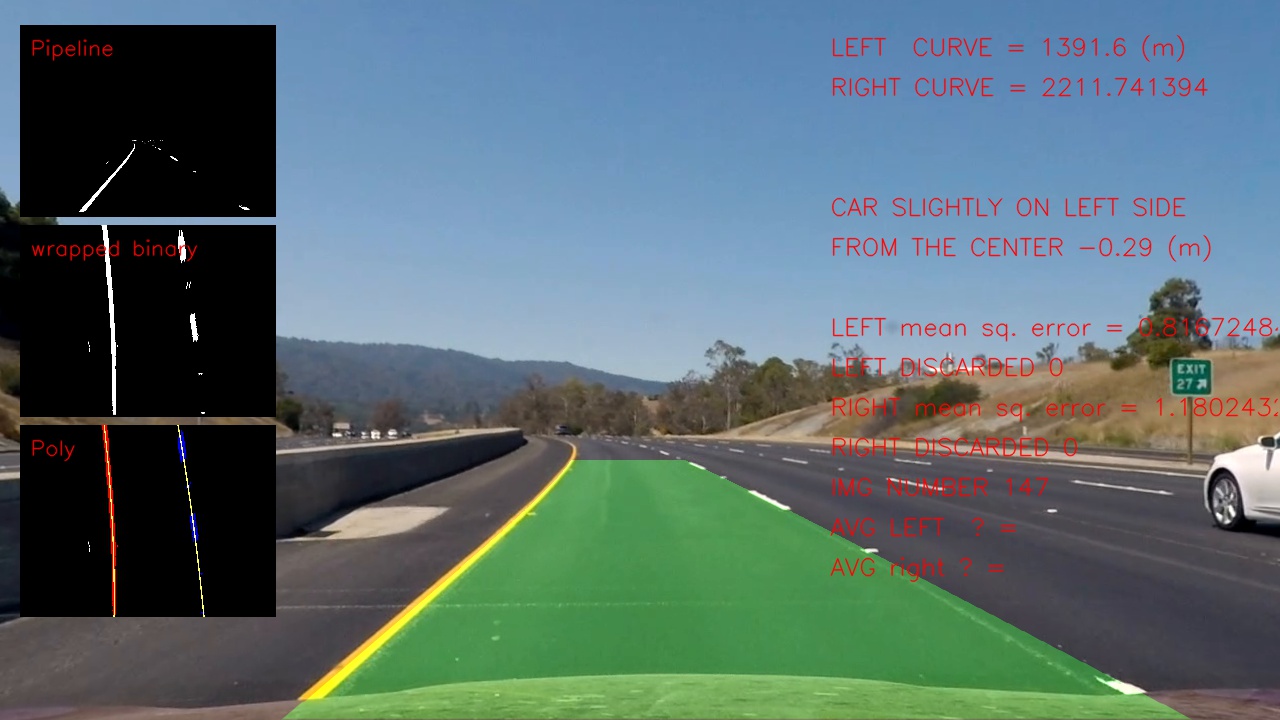 Pipeline
wrapped binary
Poly
LEFT CURVE = 1391.6 (m)
RIGHT CURVE = 2211.741394
CAR SLIGHTLY ON LEFT SIDE
FROM THE CENTER -0.29 (m)
LEFT mean sq. error = 0.8167248
LEFT DISCARDED 0
RIGHT mean sq. error = 1.180243
RIGHT DISCARDED 0
IMG NUMBER 147
AVG LEFT ? =
AVG right ? =
EXIT
27